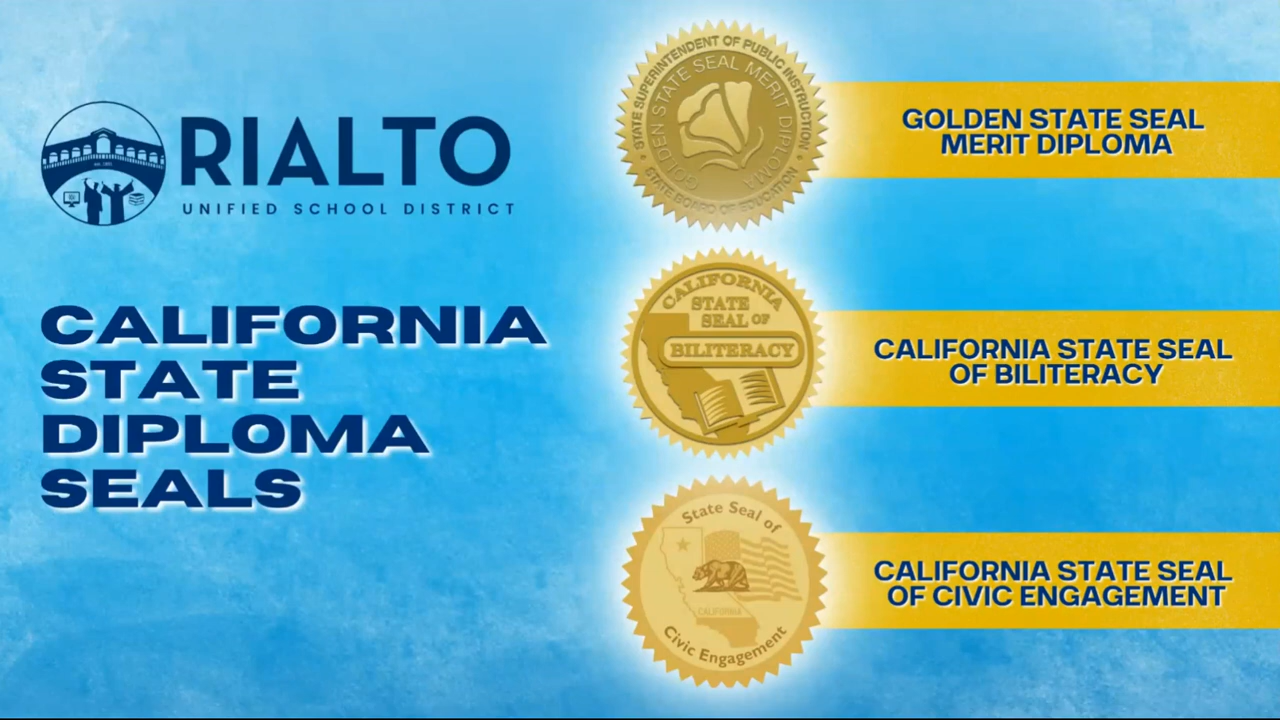 RIALTO
UNIFIED SCHOOL DISTRICT
CALIFORNIA
STATE
DIPLOMA
SEALS
STATE SUPERINTENDENT OF PUBLIC INSTRUCTION
GOLDEN STATE SEAL MERIT DIPLOMA
STATE BOARD OF EDUCATION
GOLDEN STATE SEAL
MERIT DIPLOMA
CALIFORNIA
STATE
SEAL OF
BILITERACY
CALIFORNIA STATE SEAL
OF BILITERACY
State Seal of
CALIFORNIA
Civic Engagement
CALIFORNIA STATE SEAL
OF CIVIC ENGAGEMENT